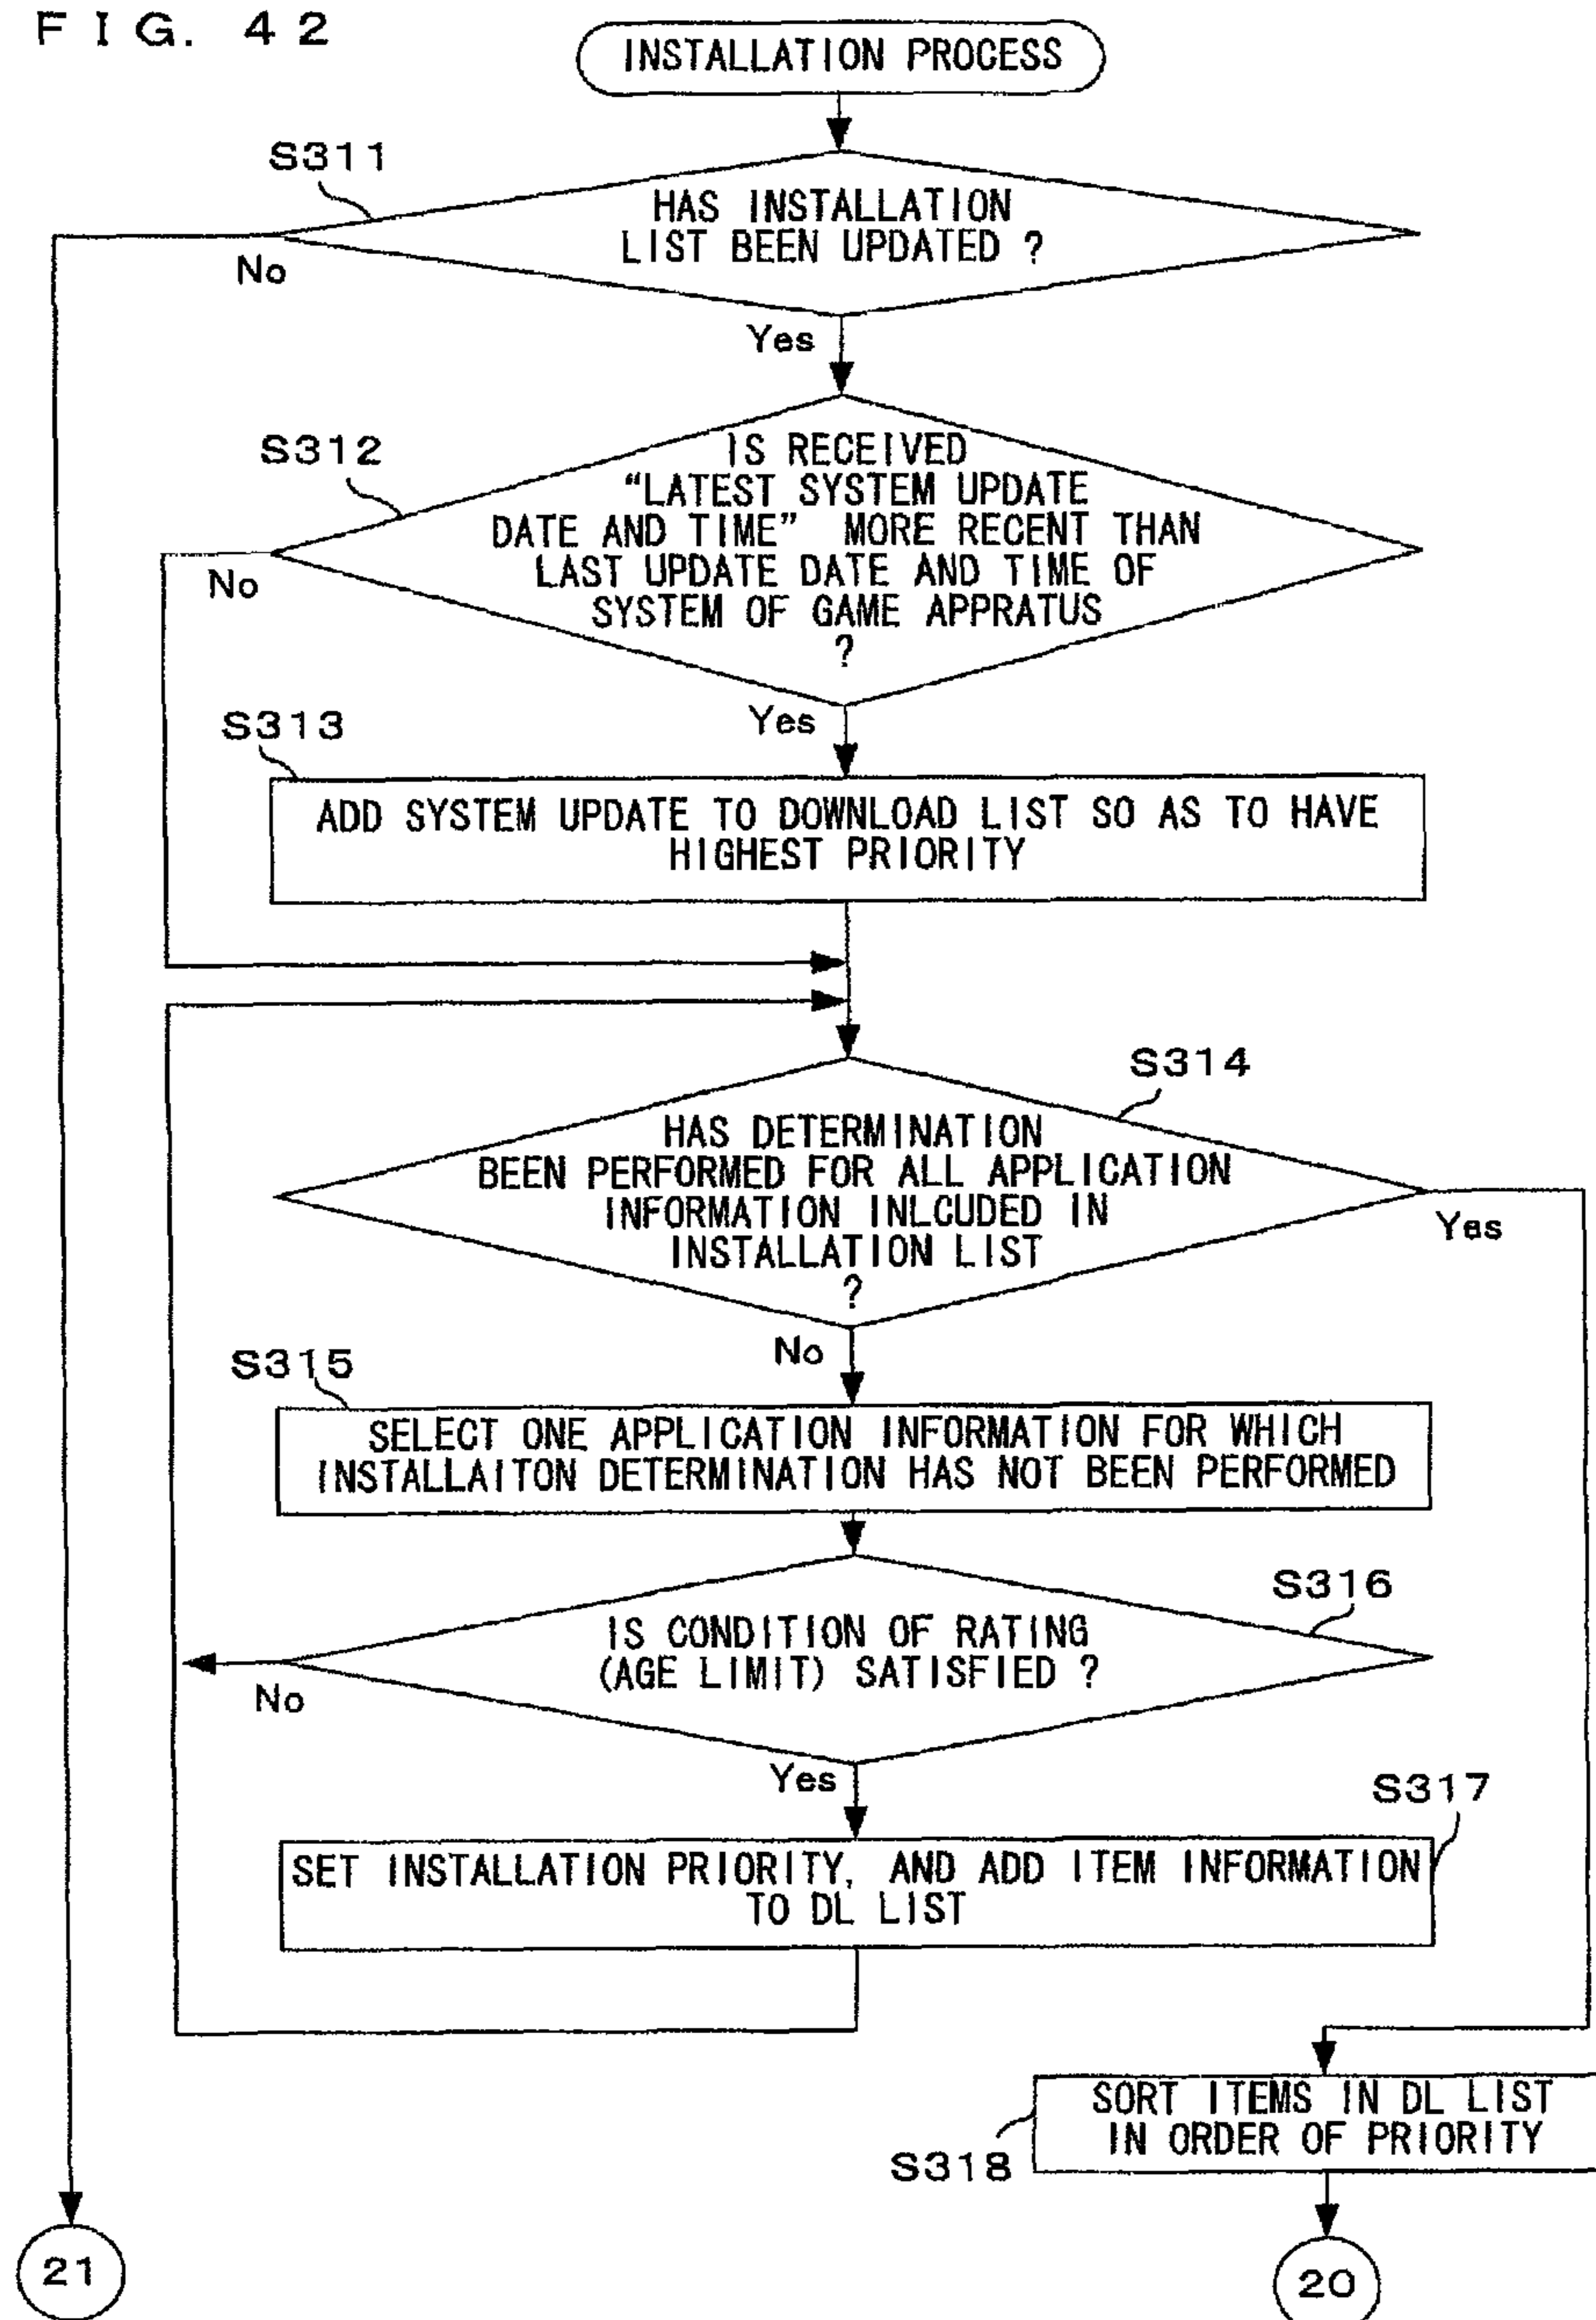 FIG. 42
INSTALLATION PROCESS
S311
HAS INSTALLATION
LIST BEEN UPDATED ?
No
Yes
S312
IS RECEIVED
“LATEST SYSTEM UPDATE
DATE AND TIME” MORE RECENT THAN
LAST UPDATE DATE AND TIME OF
SYSTEM OF GAME APPRATUS
?
No
Yes
S313
ADD SYSTEM UPDATE TO DOWNLOAD LIST SO AS TO HAVE
HIGHEST PRIORITY
S314
HAS DETERMINATION
BEEN PERFORMED FOR ALL APPLICATION
INFORMATION INLCUDED IN
INSTALLATION LIST
?
Yes
No
S315
SELECT ONE APPLICATION INFORMATION FOR WHICH
INSTALLAITON DETERMINATION HAS NOT BEEN PERFORMED
S316
IS CONDITION OF RATING
(AGE LIMIT) SATISFIED ?
No
Yes
S317
SET INSTALLATION PRIORITY, AND ADD ITEM INFORMATION
TO DL LIST
SORT ITEMS IN DL LIST
IN ORDER OF PRIORITY
S318
21
20